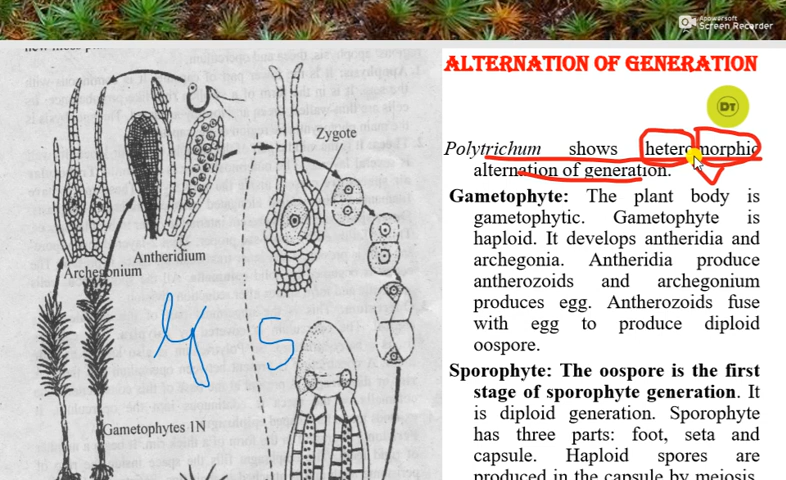 Apowersoft
Screen Recorder
ALTERNATION OF GENERATION
DT
Polytrichum shows heteromorphic
alternation of generation.
Gametophyte: The plant body is
gametophytic. Gametophyte is
haploid. It develops antheridia and
archegonia. Antheridia produce
antherozoids and archegonium
produces egg. Antherozoids fuse
with egg to produce diploid
oospore.
Sporophyte: The oospore is the first
stage of sporophyte generation. It
is diploid generation. Sporophyte
has three parts: foot, seta and
capsule. Haploid spores are
produced in the capsule by meiosis.
Zygote
Archegonium
Antheridium
G S
Gametophytes 1N